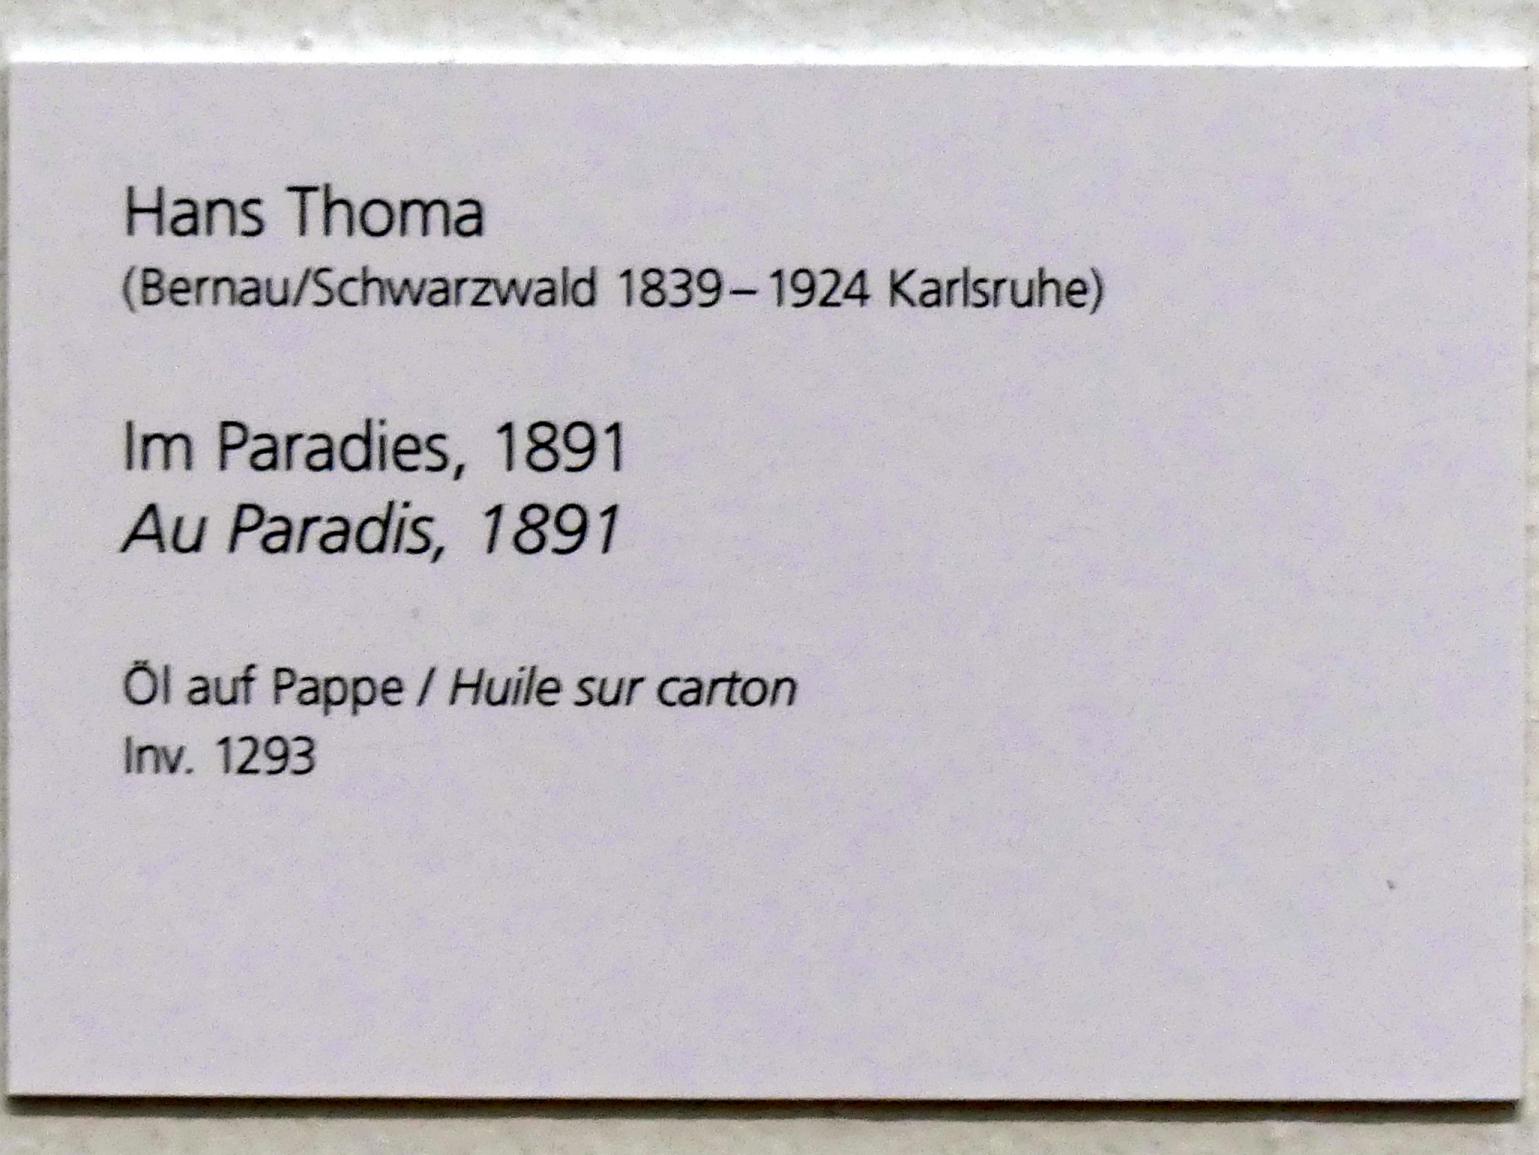 Hans Thoma
(Bernau/Schwarzwald 1839–1924 Karlsruhe)
Im Paradies, 1891
Au Paradis, 1891
Öl auf Pappe / Huile sur carton
Inv. 1293